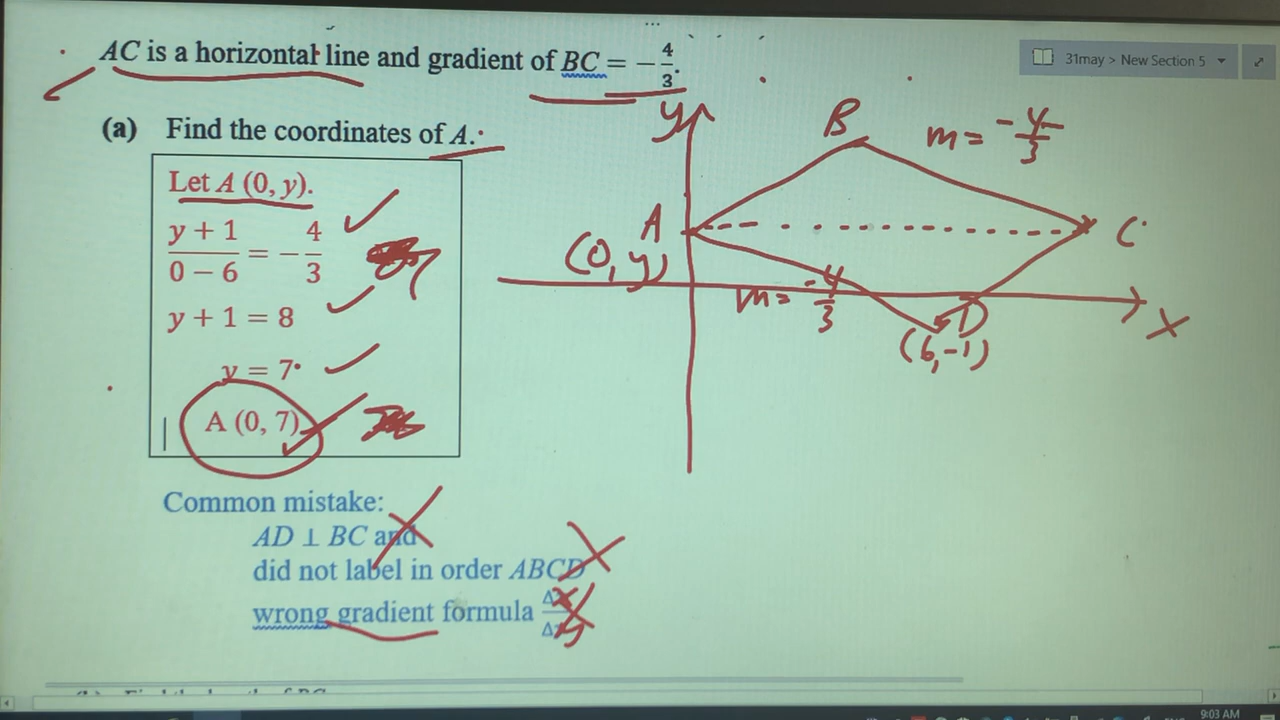 AC is a horizontal line and gradient of BC = −4/3.
31may > New Section 5
(a) Find the coordinates of A.
Let A (0, y).
y + 1 / 0 − 6 = − 4/3
y + 1 = 8
y = 7
A (0, 7)
Common mistake:
AD ⊥ BC and
did not label in order ABCD
wrong gradient formula Δx/Δy
y
B
m = −4/3
A
(0, y)
C
m = −4/3
D
(6, −1)
x
9:03 AM